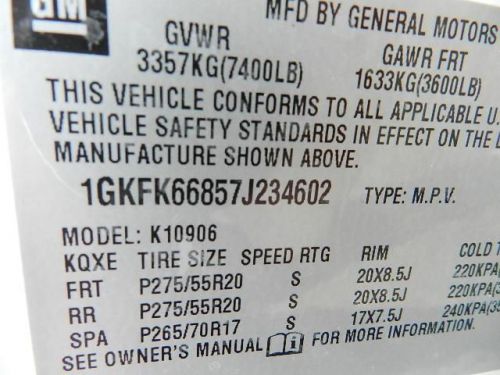 GM
MFD BY GENERAL MOTORS
GVWR GAWR FRT
3357KG(7400LB) 1633KG(3600LB)
THIS VEHICLE CONFORMS TO ALL APPLICABLE U.
VEHICLE SAFETY STANDARDS IN EFFECT ON THE
MANUFACTURE SHOWN ABOVE.
1GKFK66857J234602 TYPE: M.P.V.
MODEL: K10906
KQXE TIRE SIZE SPEED RTG RIM COLD
FRT P275/55R20 S 20X8.5J 220KPA(
RR P275/55R20 S 20X8.5J 220KPA(3
SPA P265/70R17 S 17X7.5J 240KPA(35
SEE OWNER'S MANUAL i FOR MORE INFORMATION.